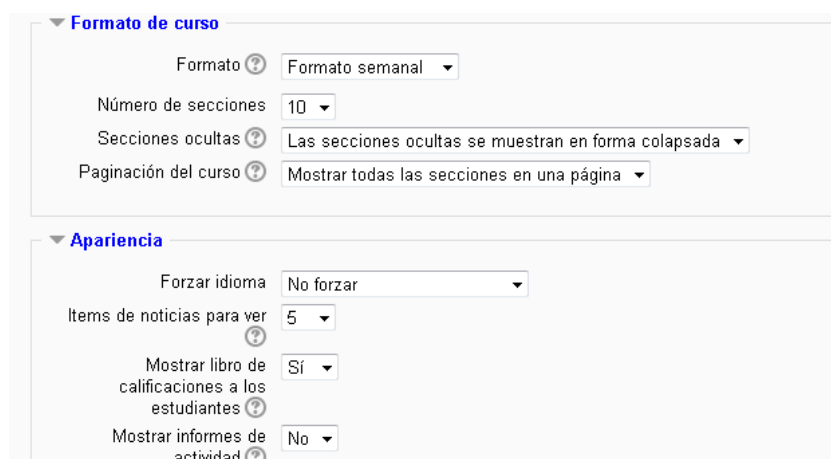 Formato de curso
Formato Formato semanal
Número de secciones 10
Secciones ocultas Las secciones ocultas se muestran en forma colapsada
Paginación del curso Mostrar todas las secciones en una página
Apariencia
Forzar idioma No forzar
Items de noticias para ver 5
Mostrar libro de Sí
calificaciones a los
estudiantes
Mostrar informes de No
actividad